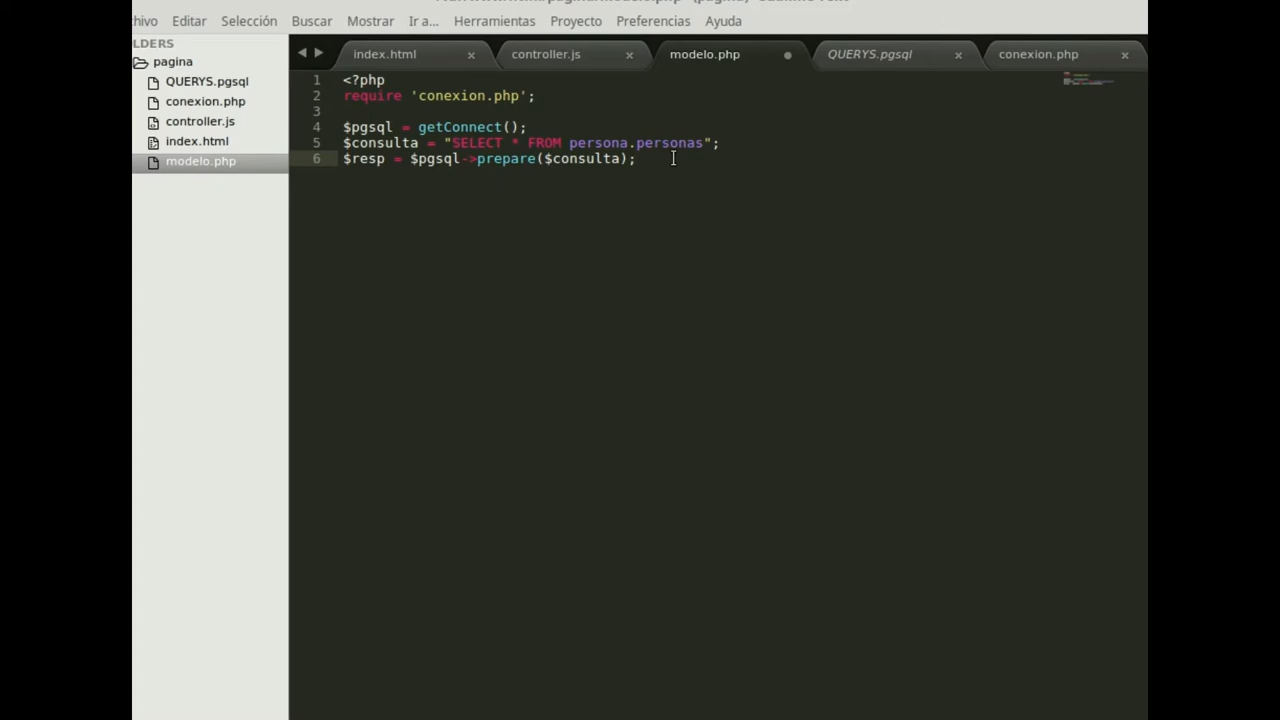 chivo Editar Selección Buscar Mostrar Ir a... Herramientas Proyecto Preferencias Ayuda
LDERS
pagina
QUERYS.pgsql
conexion.php
controller.js
index.html
modelo.php
index.html controller.js modelo.php QUERYS.pgsql conexion.php
1 <?php
2 require 'conexion.php';
3
4 $pgsql = getConnect();
5 $consulta = "SELECT * FROM persona.personas";
6 $resp = $pgsql->prepare($consulta);